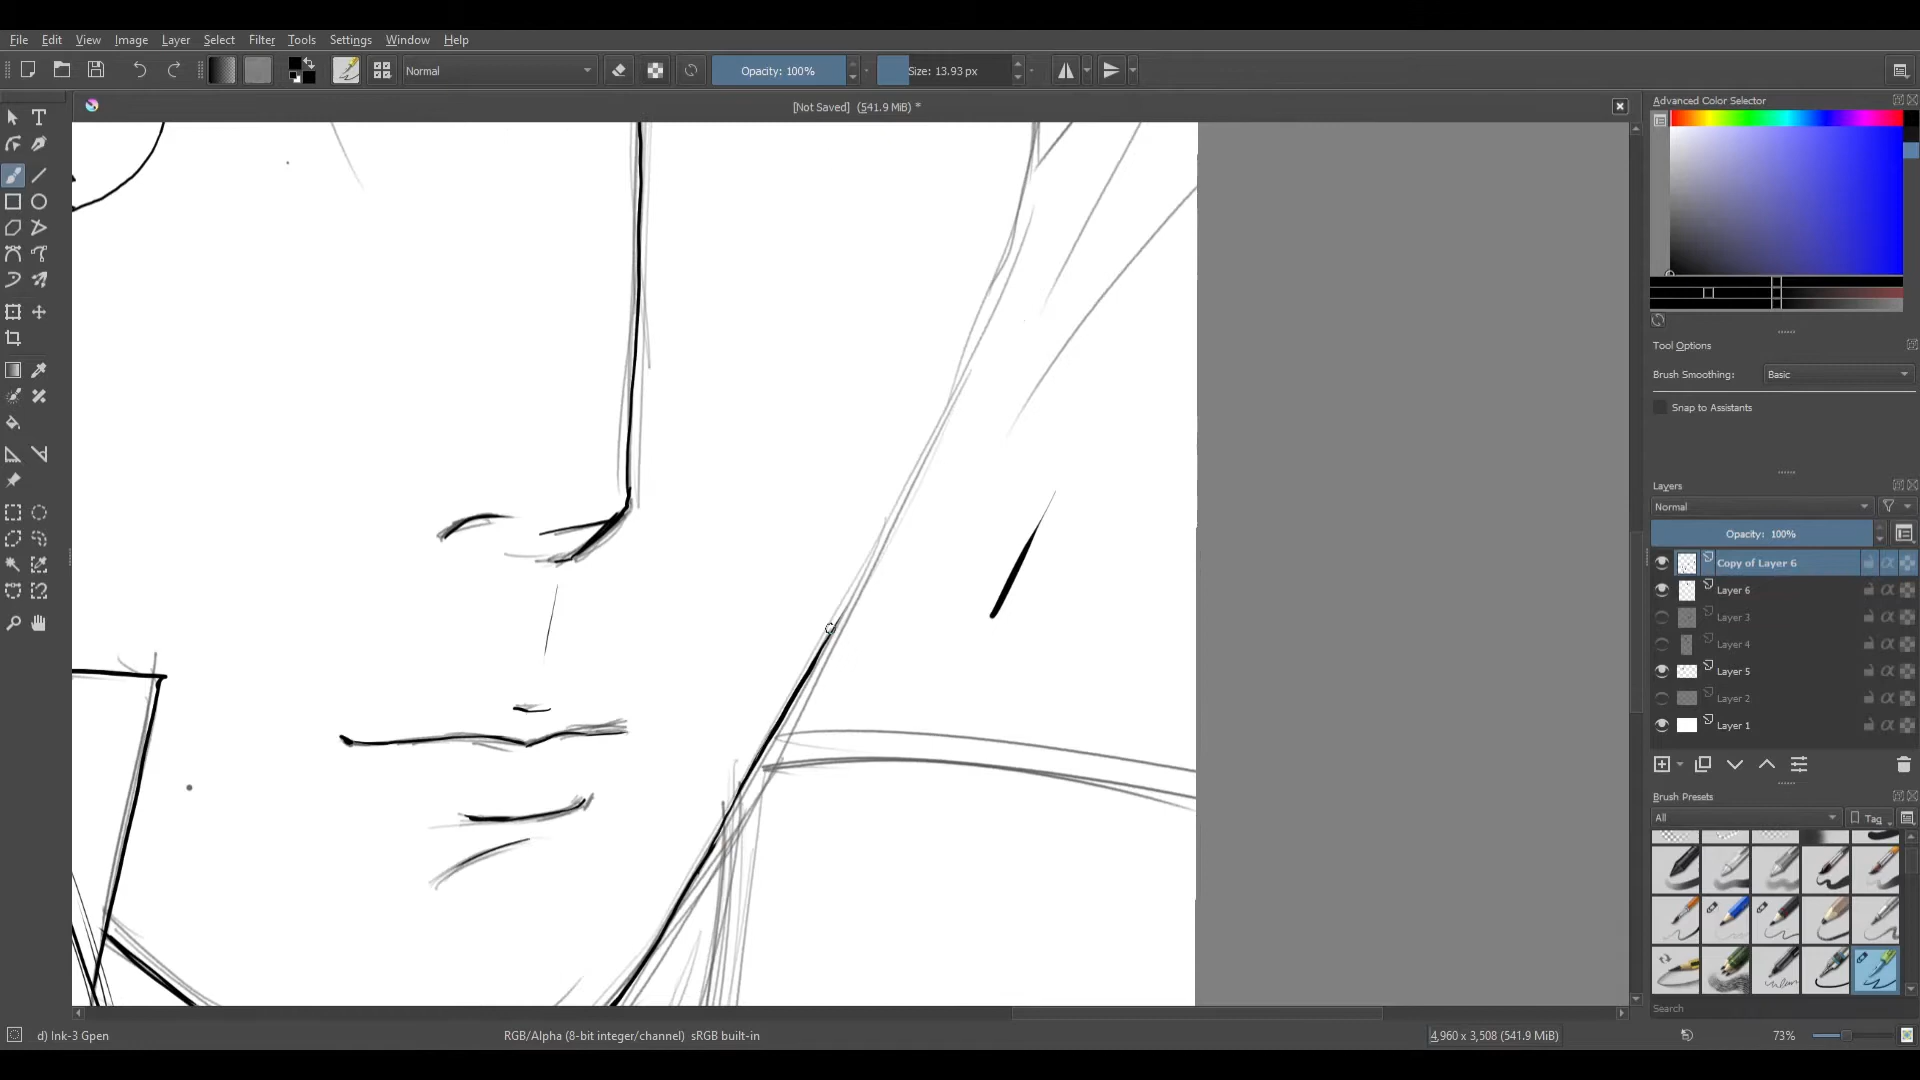 File Edit View Image Layer Select Filter Tools Settings Window Help
Normal
Opacity: 100%
Size: 13.93 px
[Not Saved] (541.9 MiB) *
Advanced Color Selector
Tool Options
Brush Smoothing: Basic
Snap to Assistants
Layers
Normal
Opacity: 100%
Copy of Layer 6
Layer 6
Layer 3
Layer 4
Layer 5
Layer 2
Layer 1
Brush Presets
All
Tag
Search
d) Ink-3 Gpen
RGB/Alpha (8-bit integer/channel) sRGB built-in
4,960 x 3,508 (541.9 MiB)
73%